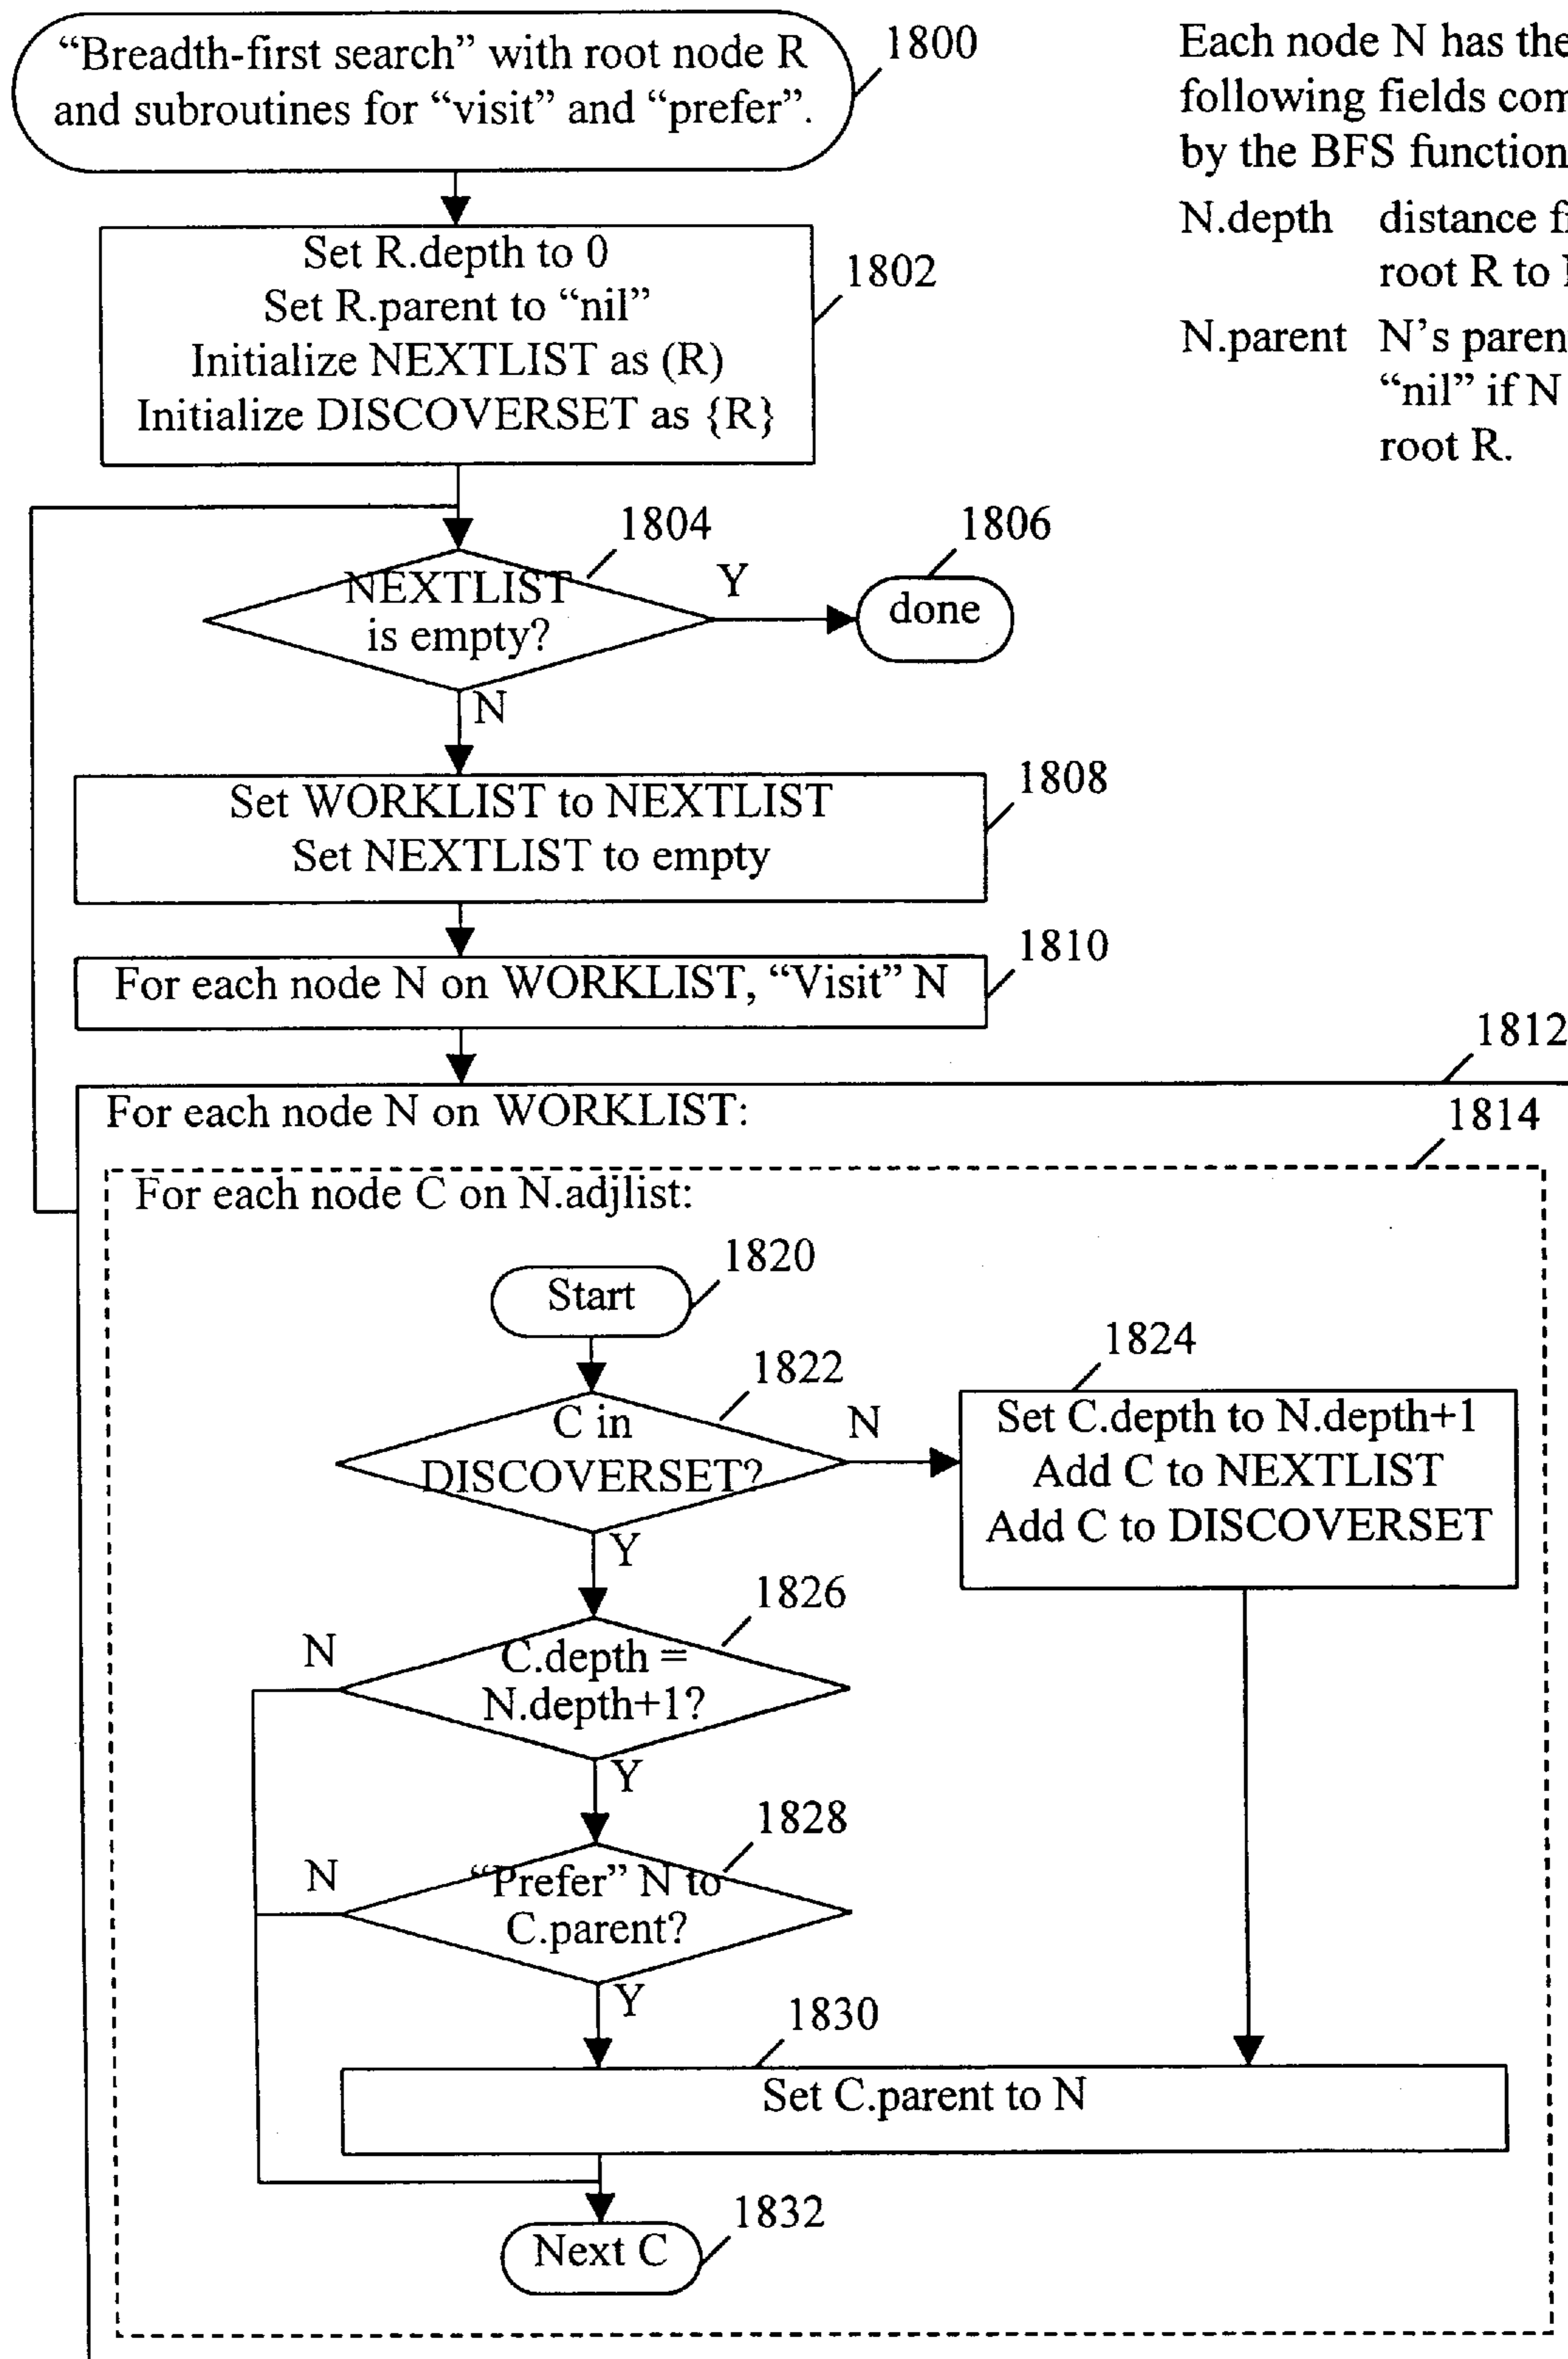 “Breadth-first search” with root node R
and subroutines for “visit” and “prefer”.
1800
Each node N has the
following fields
by the BFS function
N.depth distance
root R to
N.parent N’s
“nil” if N
root R.
Set R.depth to 0
Set R.parent to “nil”
Initialize NEXTLIST as (R)
Initialize DISCOVERSET as {R}
1802
1804
NEXTLIST
is empty?
Y
1806
done
N
Set WORKLIST to NEXTLIST
Set NEXTLIST to empty
1808
For each node N on WORKLIST, “Visit” N
1810
1812
For each node N on WORKLIST:
1814
For each node C on N.adjlist:
Start
1820
C in
DISCOVERSET?
1822
N
1824
Set C.depth to N.depth+1
Add C to NEXTLIST
Add C to DISCOVERSET
Y
1826
N
C.depth =
N.depth+1?
Y
1828
N
“Prefer” N to
C.parent?
Y
1830
Set C.parent to N
Next C
1832